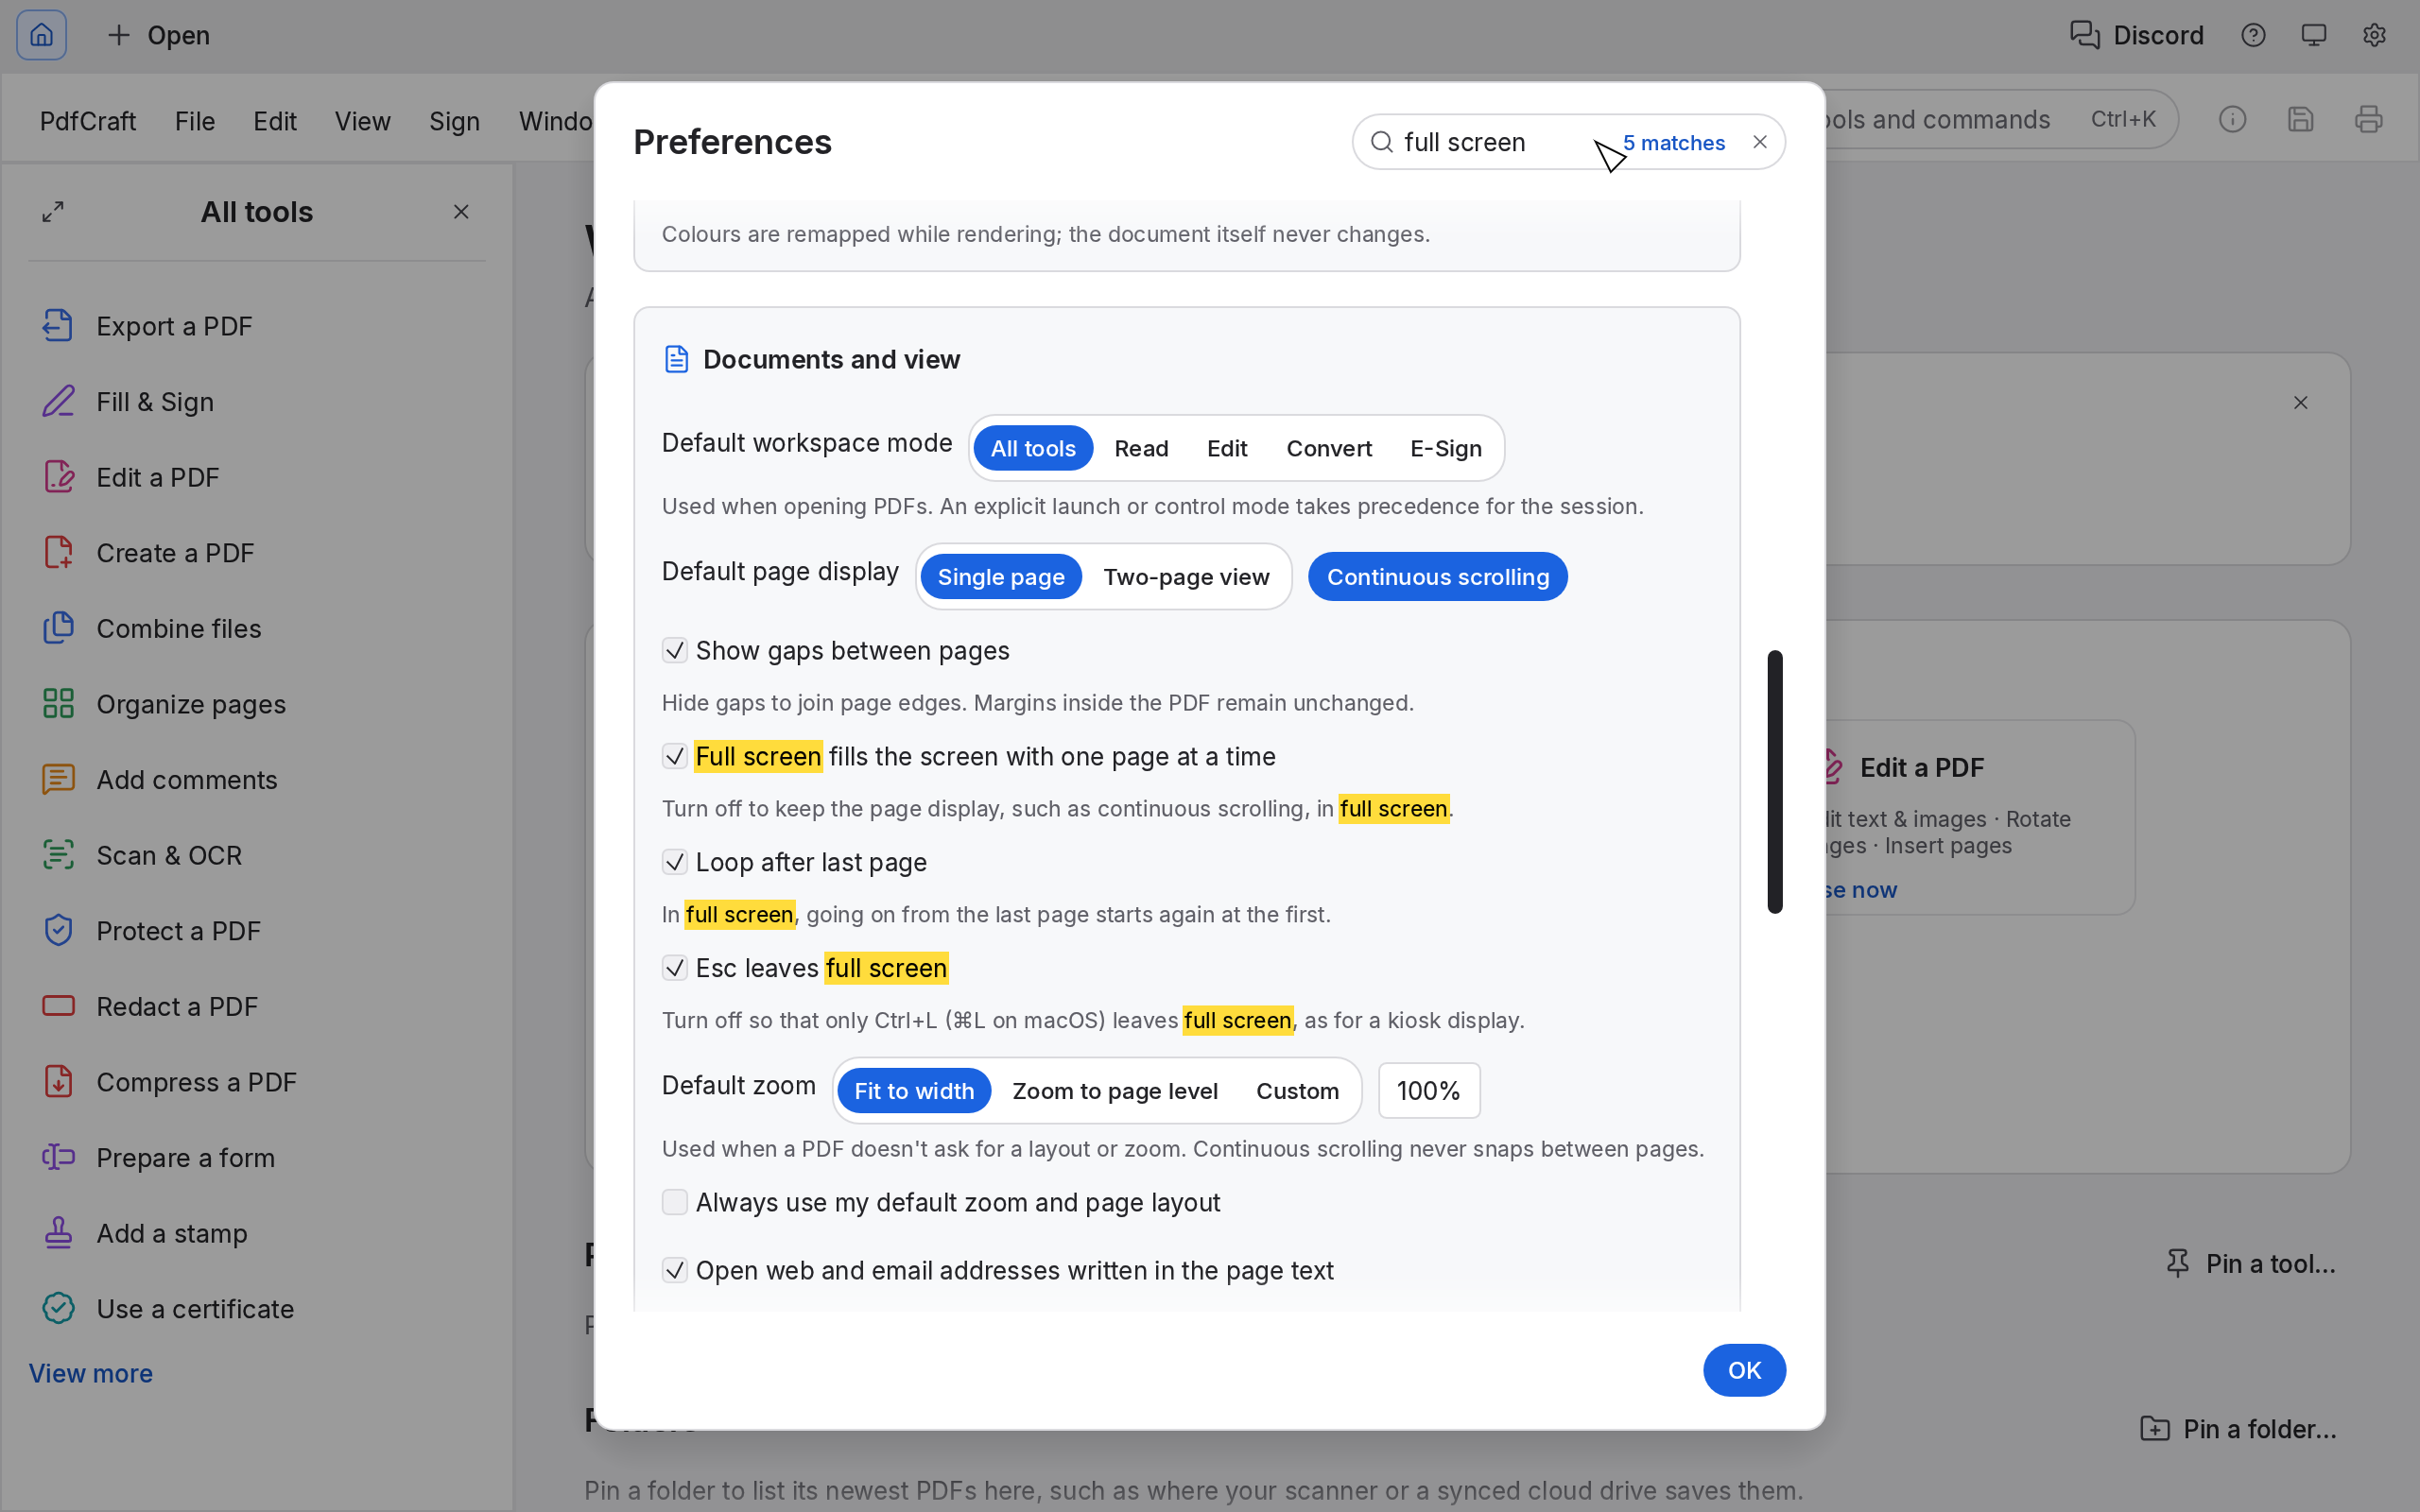 Open
Discord
PdfCraft File Edit View Sign Windo
ools and commands Ctrl+K
Preferences
full screen
5 matches
All tools
Export a PDF
Fill & Sign
Edit a PDF
Create a PDF
Combine files
Organize pages
Add comments
Scan & OCR
Protect a PDF
Redact a PDF
Compress a PDF
Prepare a form
Add a stamp
Use a certificate
View more
Colours are remapped while rendering; the document itself never changes.
Documents and view
Default workspace mode All tools Read Edit Convert E-Sign
Used when opening PDFs. An explicit launch or control mode takes precedence for the session.
Default page display Single page Two-page view Continuous scrolling
Show gaps between pages
Hide gaps to join page edges. Margins inside the PDF remain unchanged.
Full screen fills the screen with one page at a time
Turn off to keep the page display, such as continuous scrolling, in full screen.
Loop after last page
In full screen, going on from the last page starts again at the first.
Esc leaves full screen
Turn off so that only Ctrl+L (⌘L on macOS) leaves full screen, as for a kiosk display.
Default zoom Fit to width Zoom to page level Custom 100%
Used when a PDF doesn't ask for a layout or zoom. Continuous scrolling never snaps between pages.
Always use my default zoom and page layout
Open web and email addresses written in the page text
OK
Edit a PDF
dit text & images · Rotate
ages · Insert pages
se now
Pin a tool...
Pin a folder...
Pin a folder to list its newest PDFs here, such as where your scanner or a synced cloud drive saves them.